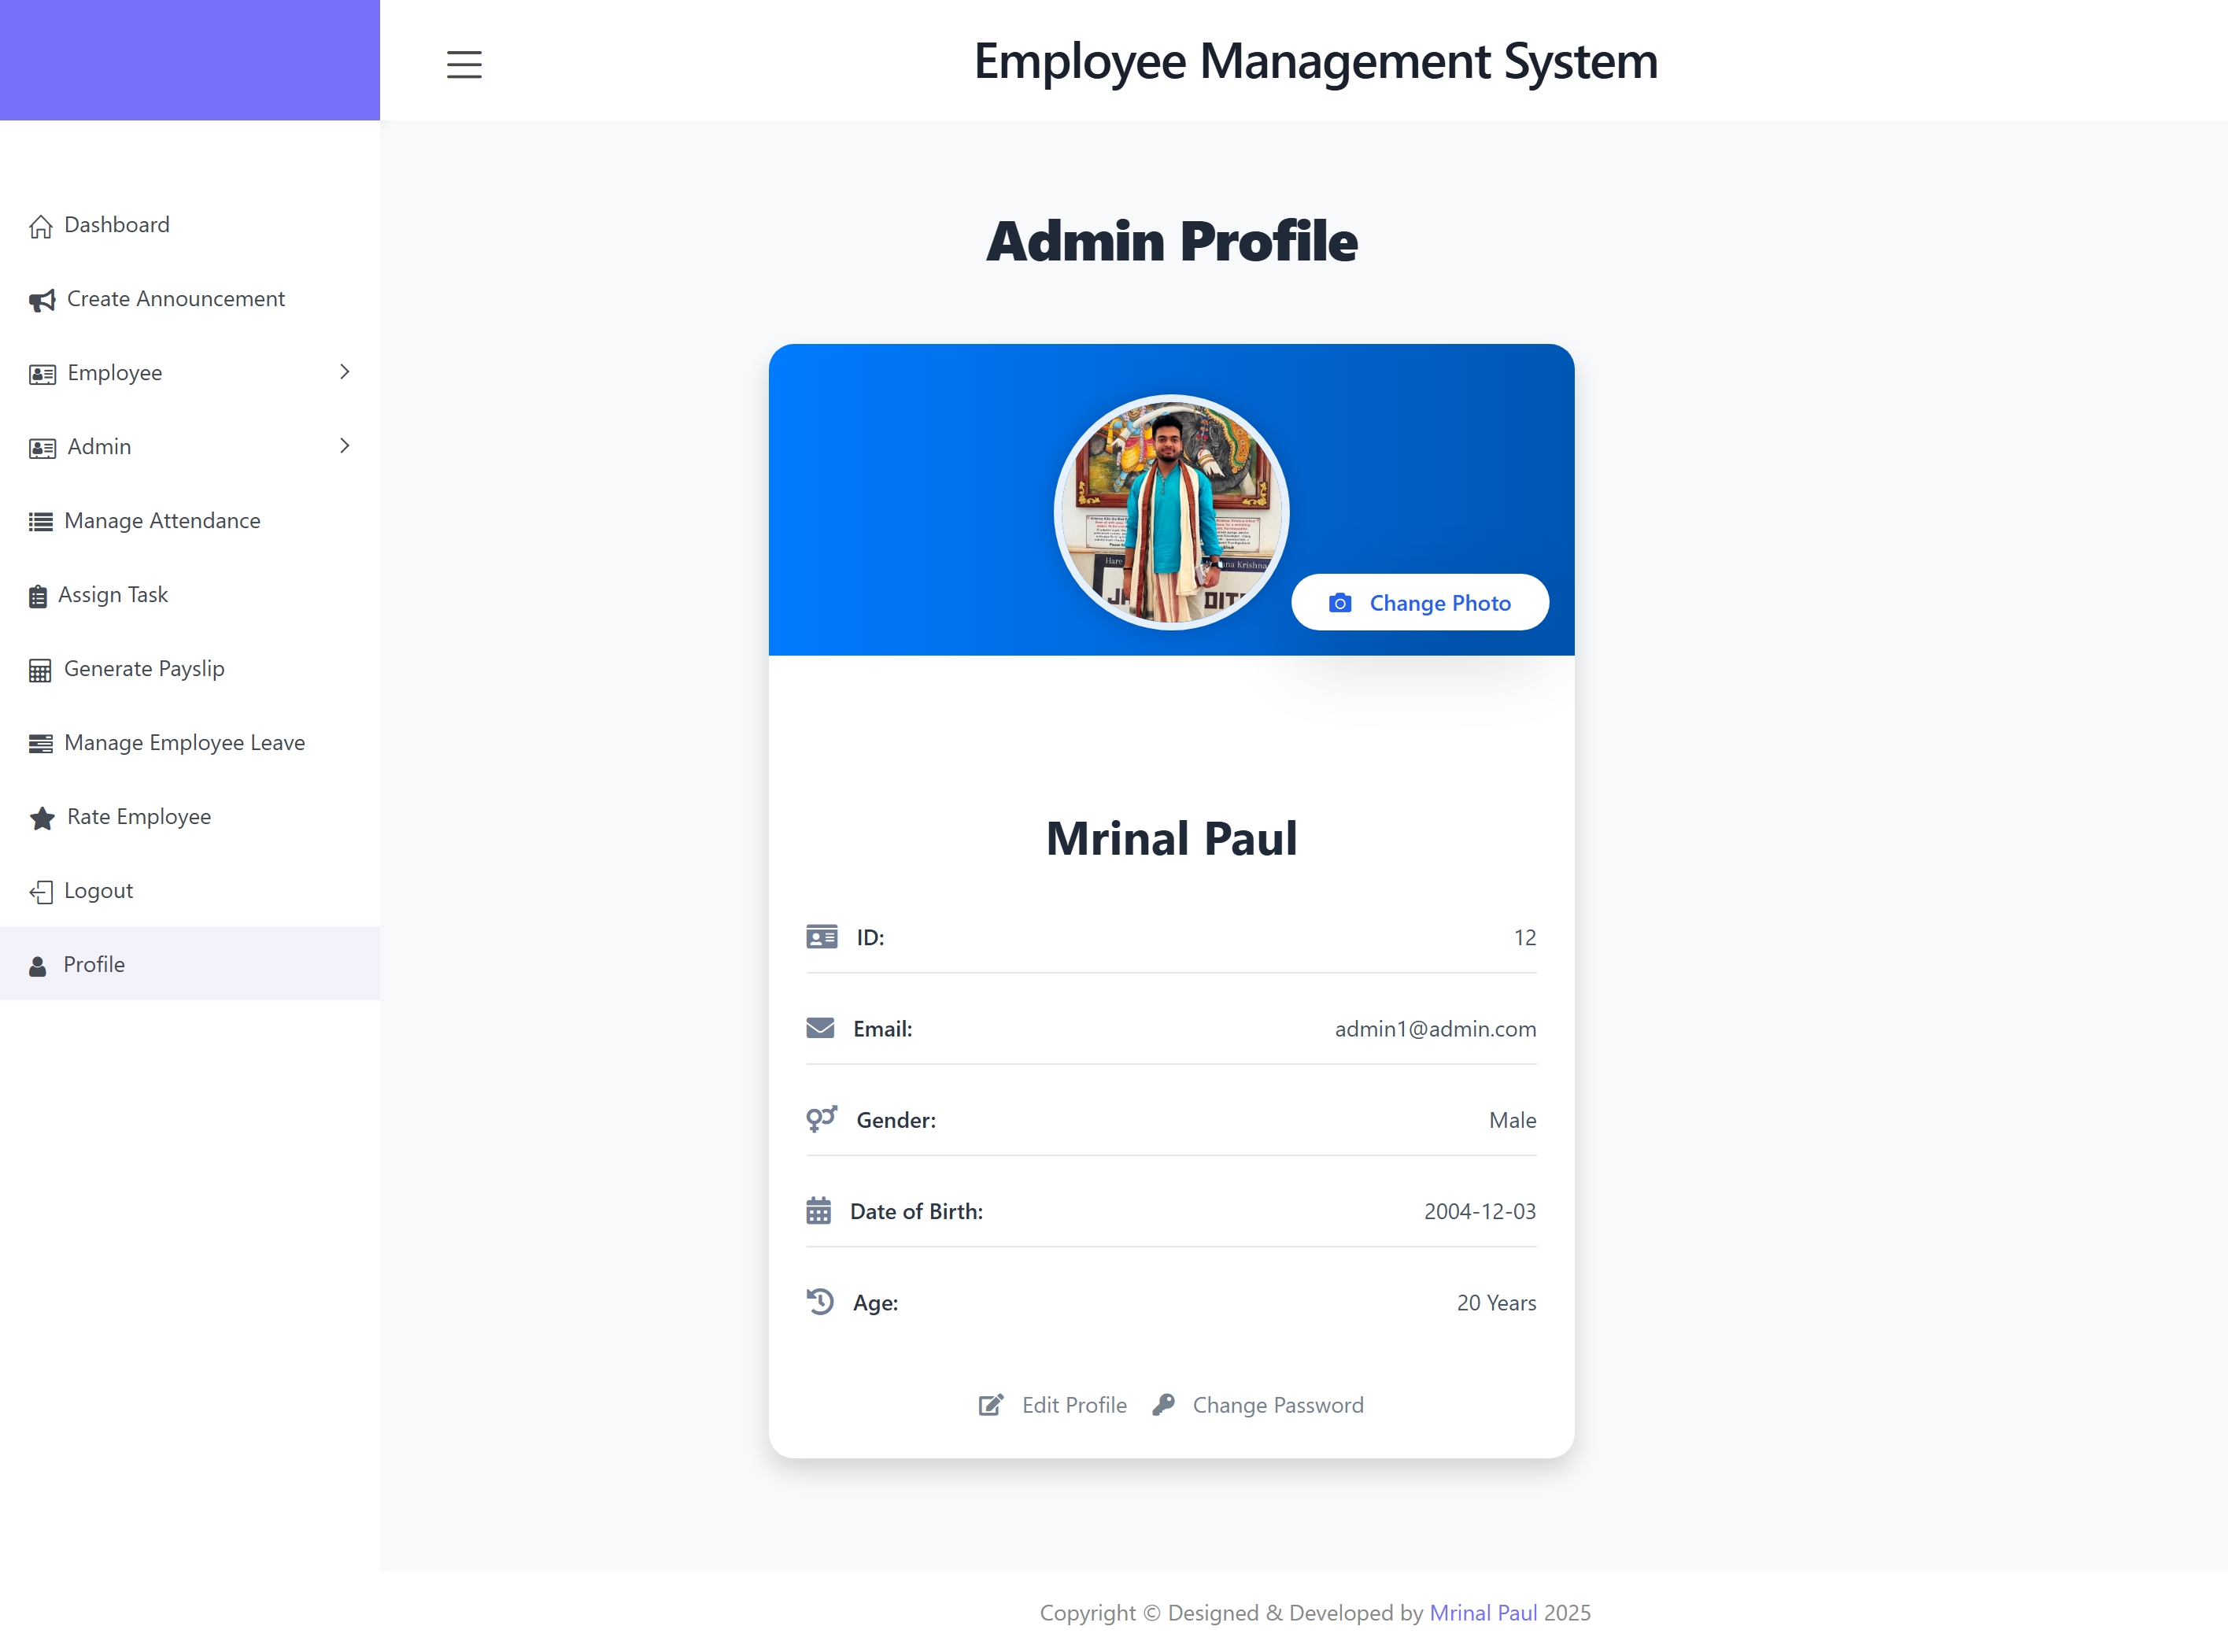 Employee Management System
Dashboard
Create Announcement
Employee
Admin
Manage Attendance
Assign Task
Generate Payslip
Manage Employee Leave
Rate Employee
Logout
Profile
Admin Profile
Hare
Krishna
Change Photo
Mrinal Paul
ID: 12
Email: admin1@admin.com
Gender: Male
Date of Birth: 2004-12-03
Age: 20 Years
Edit Profile Change Password
Copyright © Designed & Developed by Mrinal Paul 2025